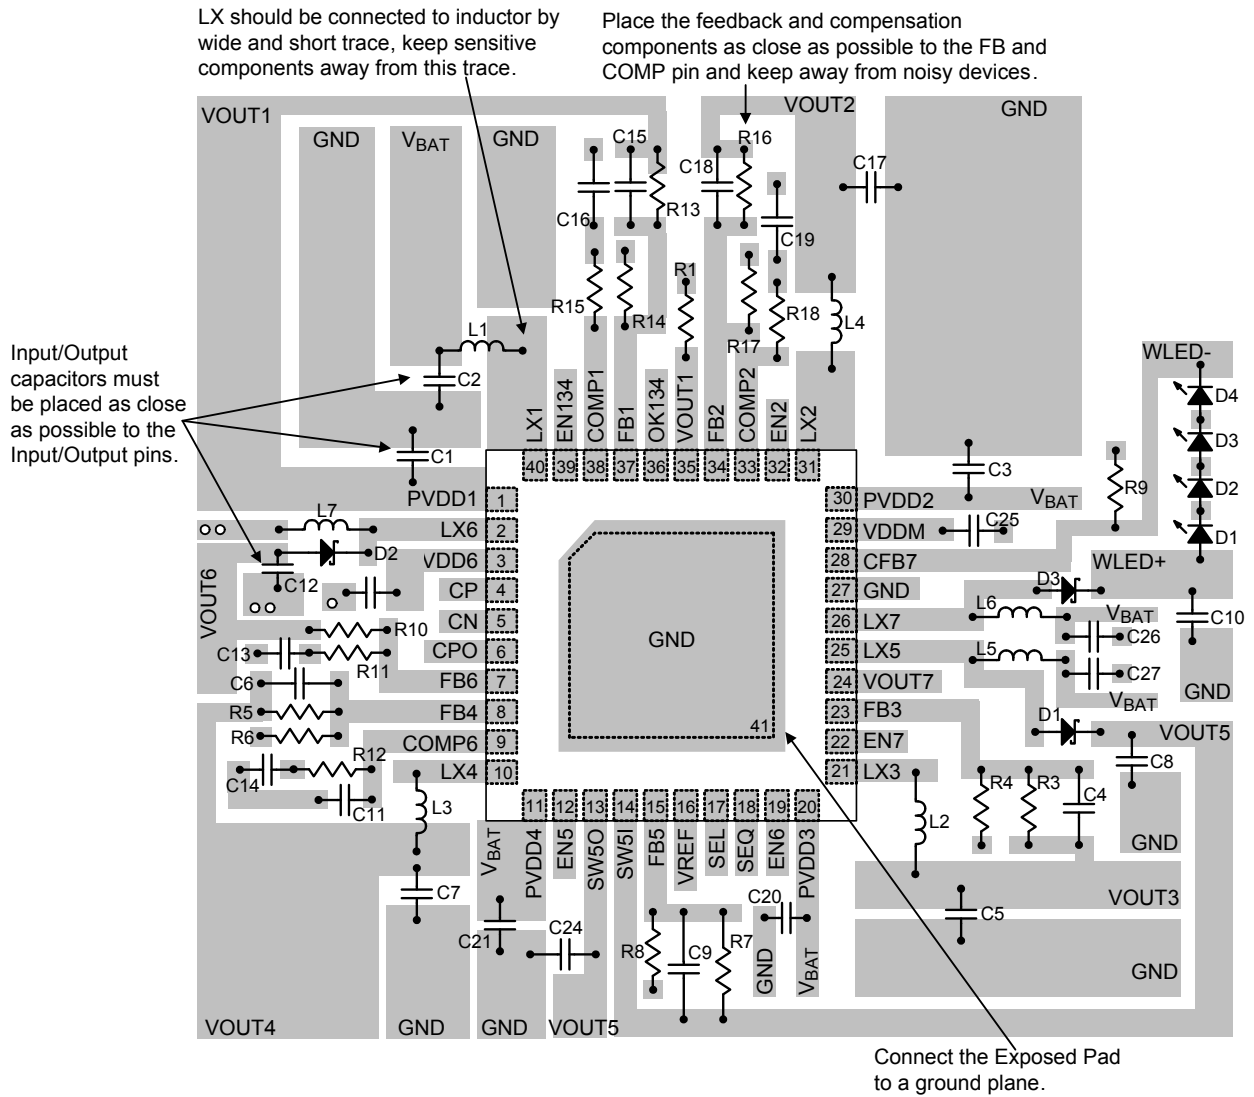 LX should be connected to inductor by
wide and short trace, keep sensitive
components away from this trace.
Place the feedback and compensation
components as close as possible to the FB and
COMP pin and keep away from noisy devices.
VOUT1
GND
VBAT
GND
VOUT2
GND
C15
R16
C18
C17
C16
R13
C19
R15
R14
R1
R17
R18
L4
L1
C2
C1
Input/Output
capacitors must
be placed as close
as possible to the
Input/Output pins.
WLED-
D4
D3
D2
D1
R9
C3
LX1
EN134
COMP1
FB1
OK134
VOUT1
FB2
COMP2
EN2
LX2
40
39
38
37
36
35
34
33
32
31
PVDD1
1
30
PVDD2
VBAT
L7
LX6
2
29
VDDM
C25
D2
VDD6
3
28
CFB7
C12
VOUT6
WLED+
CP
4
27
GND
D3
CN
5
26
LX7
L6
VBAT
C10
R10
C26
C13
R11
CPO
6
GND
25
LX5
L5
C27
C6
FB6
7
24
VOUT7
VBAT
GND
R5
FB4
8
23
FB3
D1
VOUT5
R6
COMP6
9
41
22
EN7
C8
R12
C14
LX4
10
21
LX3
C11
L3
R4
R3
C4
L2
GND
11
12
13
14
15
16
17
18
19
20
VBAT
PVDD4
EN5
SW5O
SW5I
FB5
VREF
SEL
SEQ
EN6
PVDD3
C7
C20
VOUT3
C5
C21
C24
R8
C9
R7
GND
VBAT
GND
VOUT4
GND
GND
VOUT5
Connect the Exposed Pad
to a ground plane.